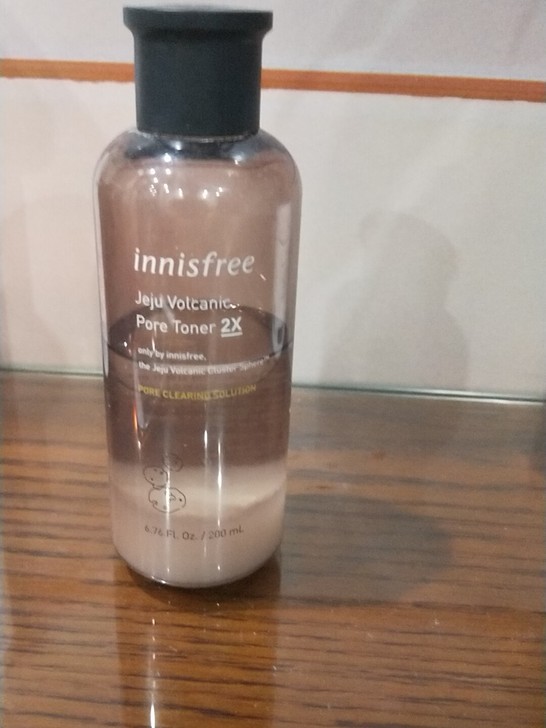 innisfree
Jeju Volcanic
Pore Toner 2X
only by innisfree,
the Jeju Volcanic Cluster Sphere
PORE CLEARING SOLUTION
6.76 Fl. Oz. / 200 mL